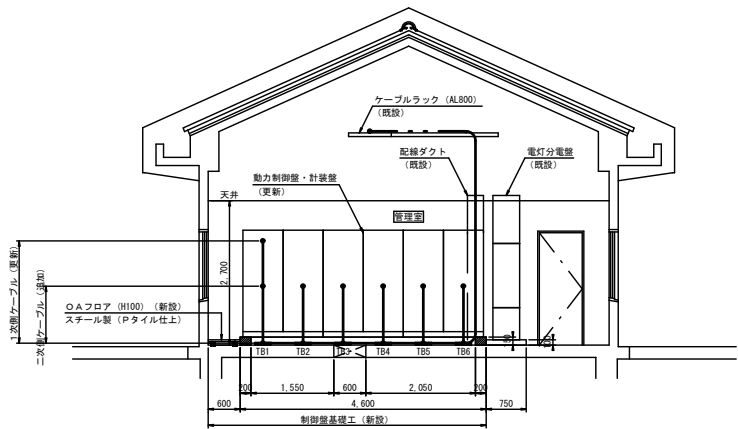 ケーブルラック（AL800）
（既設）
配線ダクト
（既設）
電灯分電盤
（既設）
動力制御盤・計装盤
（更新）
天井
管理室
2,700
1次側ケーブル（更新）
二次側ケーブル（追加）
ＯＡフロア（H100）（新設）
スチール製（Ｐタイル仕上）
TB1
TB2
TB3
TB4
TB5
TB6
200
1,550
600
2,050
200
600
4,600
750
制御盤基礎工（新設）